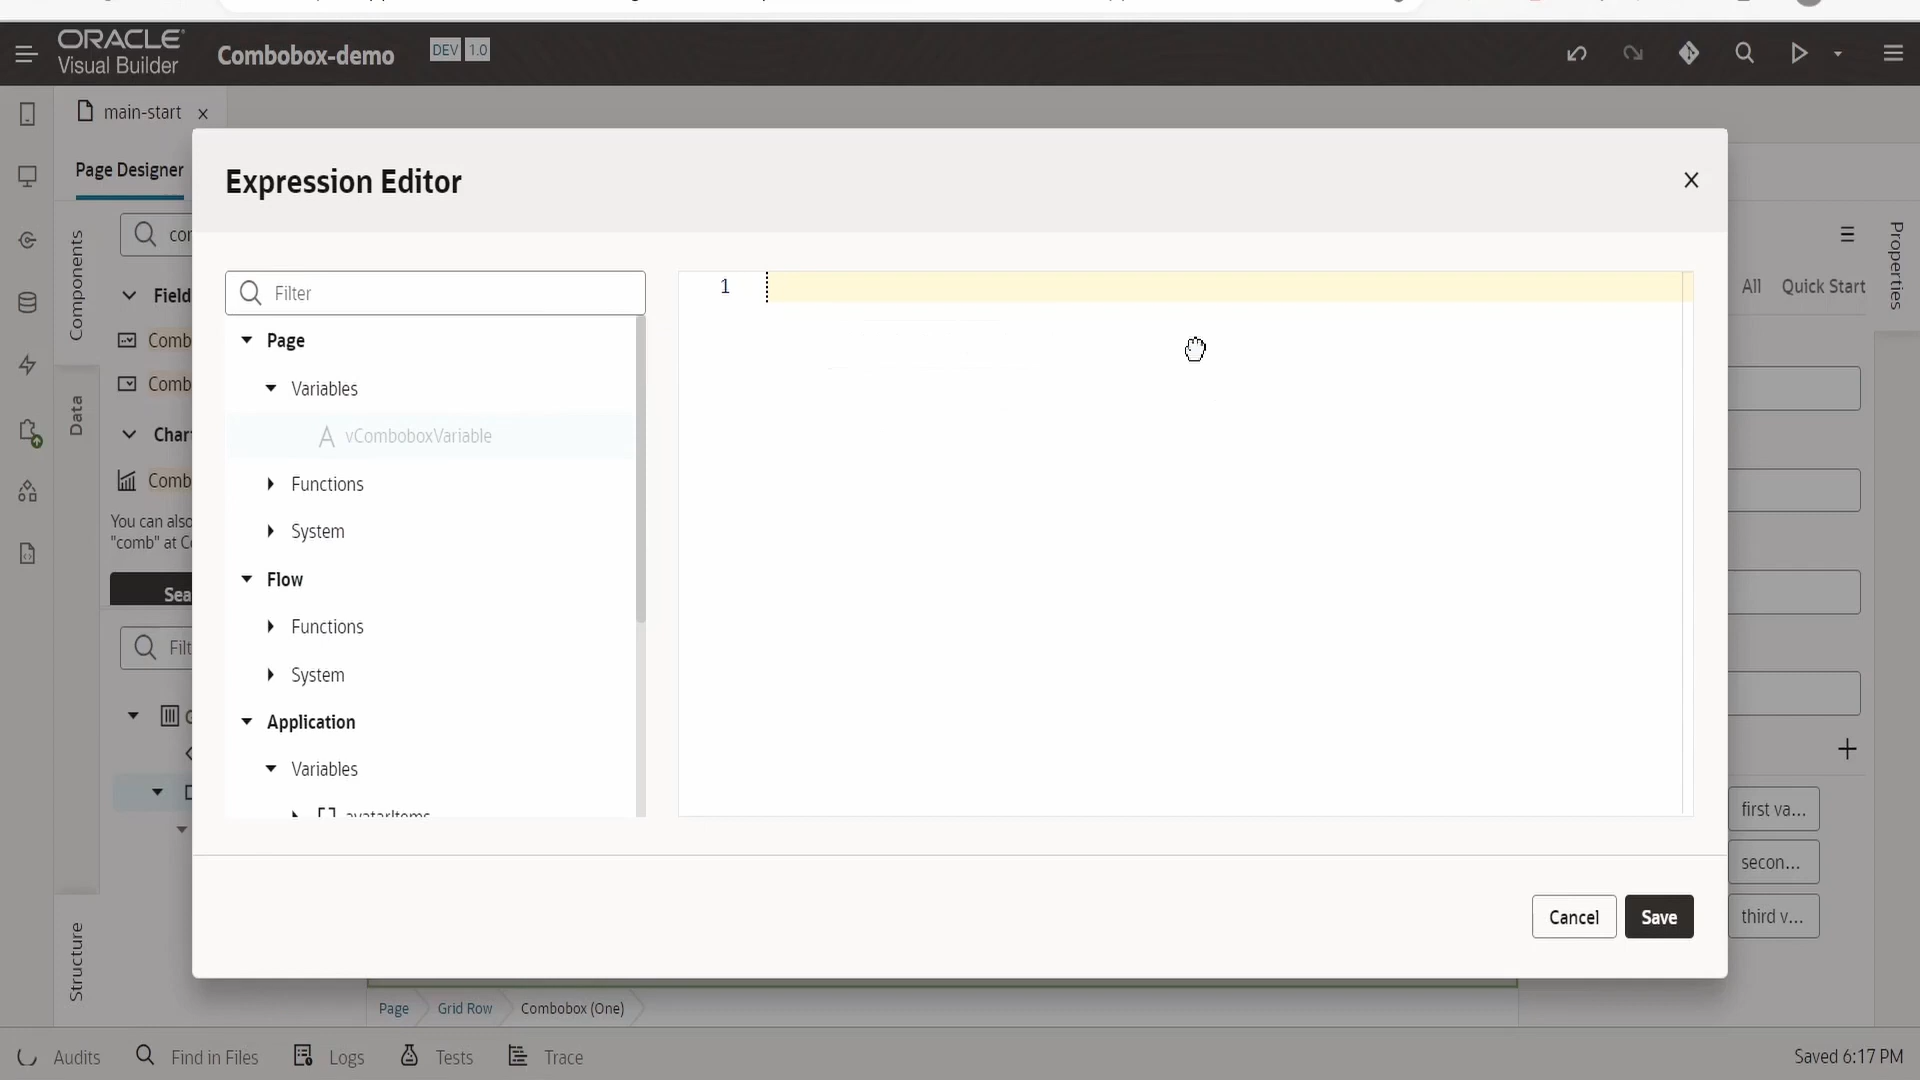 ORACLE
Visual Builder
Combobox-demo
DEV 1.0
main-start
Page Designer
Components
Data
Structure
Field
Comb
Comb
Char
Comb
You can also
"comb" at C
Sea
Filt
Expression Editor
Filter
Page
Variables
vComboboxVariable
Functions
System
Flow
Functions
System
Application
Variables
avatarItems
1
Cancel
Save
Properties
All Quick Start
first va...
secon...
third v...
Page
Grid Row
Combobox (One)
Audits
Find in Files
Logs
Tests
Trace
Saved 6:17 PM